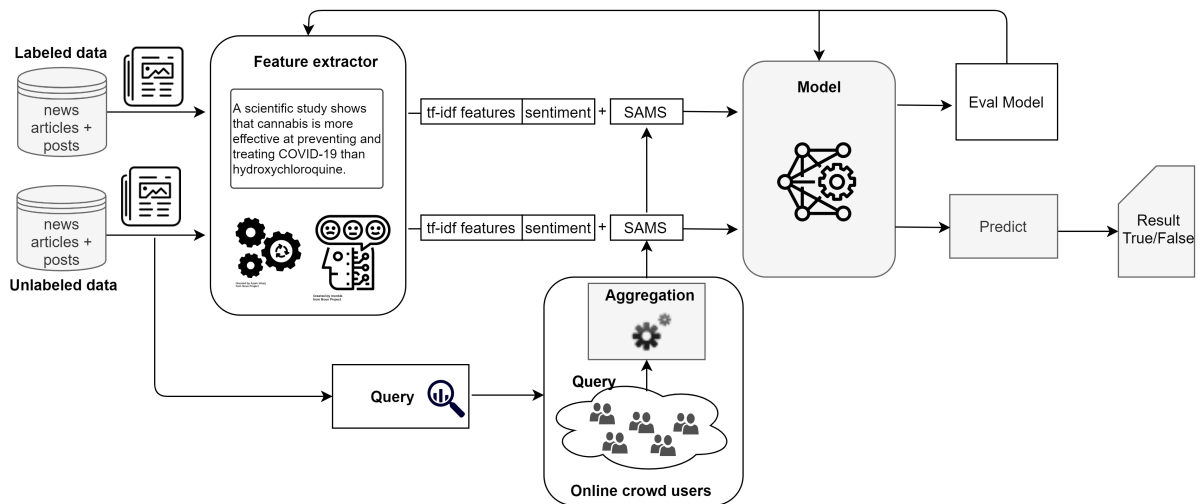 Labeled data
news
articles +
posts
Unlabeled data
news
articles +
posts
Feature extractor
A scientific study shows
that cannabis is more
effective at preventing and
treating COVID-19 than
hydroxychloroquine.
tf-idf features sentiment + SAMS
tf-idf features sentiment + SAMS
Model
Eval Model
Predict
Result
True/False
Query
Aggregation
Query
Online crowd users